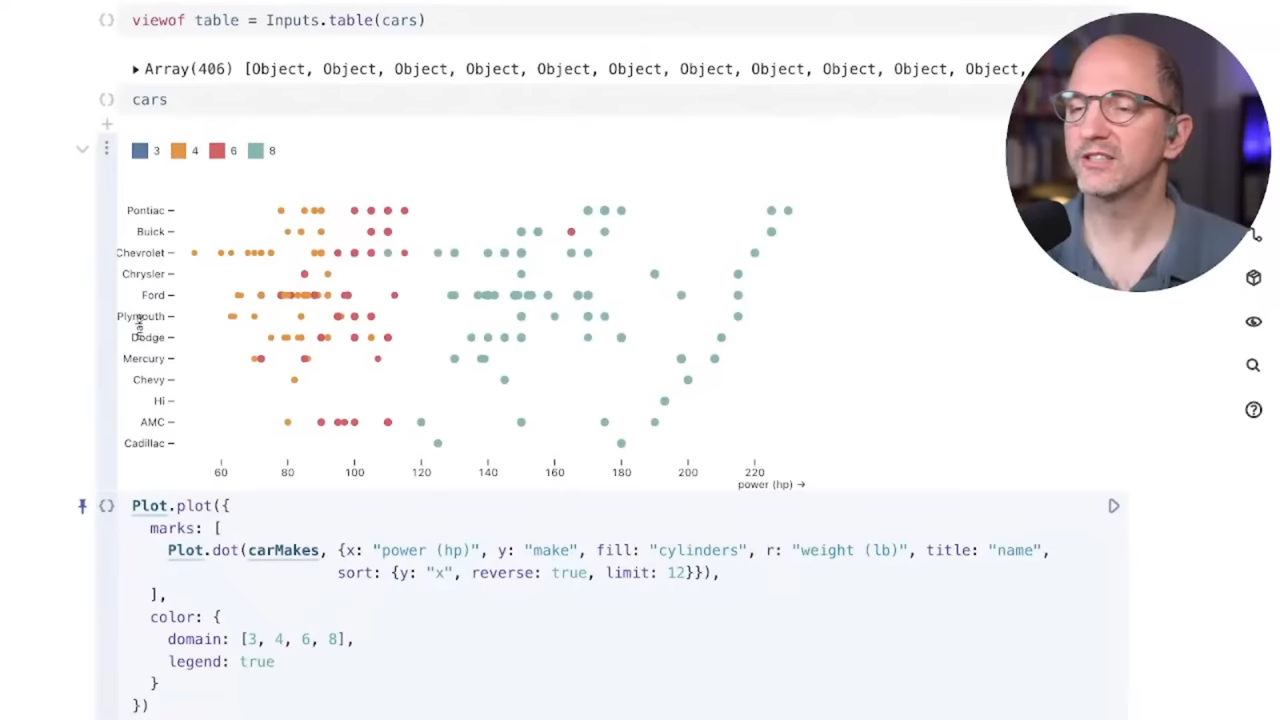 viewof table = Inputs.table(cars)
Array(406) [Object, Object, Object, Object, Object, Object, Object, Object, Object, Object, Object,
cars
3 4 6 8
Pontiac
Buick
Chevrolet
Chrysler
Ford
Plymouth
make
Dodge
Mercury
Chevy
Hi
AMC
Cadillac
60 80 100 120 140 160 180 200 220
power (hp) →
Plot.plot({
marks: [
Plot.dot(carMakes, {x: "power (hp)", y: "make", fill: "cylinders", r: "weight (lb)", title: "name",
sort: {y: "x", reverse: true, limit: 12}}),
],
color: {
domain: [3, 4, 6, 8],
legend: true
}
})